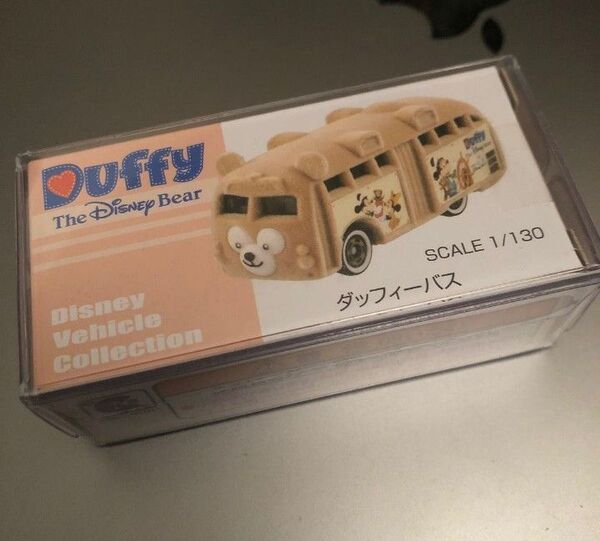 Duffy
The Disney Bear
Disney
Vehicle
Collection
Duffy
SCALE 1/130
ダッフィーバス